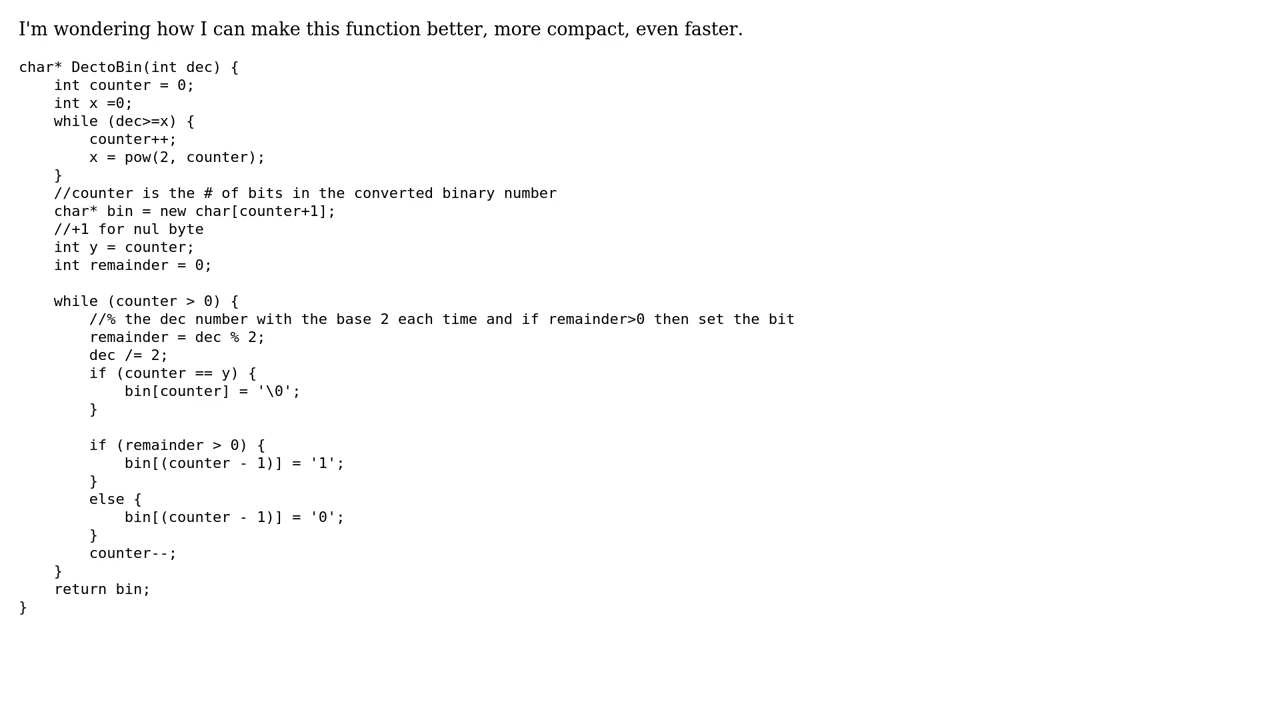 I'm wondering how I can make this function better, more compact, even faster.
char* DectoBin(int dec) {
    int counter = 0;
    int x =0;
    while (dec>=x) {
        counter++;
        x = pow(2, counter);
    }
    //counter is the # of bits in the converted binary number
    char* bin = new char[counter+1];
    //+1 for nul byte
    int y = counter;
    int remainder = 0;

    while (counter > 0) {
        //% the dec number with the base 2 each time and if remainder>0 then set the bit
        remainder = dec % 2;
        dec /= 2;
        if (counter == y) {
            bin[counter] = '\0';
        }

        if (remainder > 0) {
            bin[(counter - 1)] = '1';
        }
        else {
            bin[(counter - 1)] = '0';
        }
        counter--;
    }
    return bin;
}